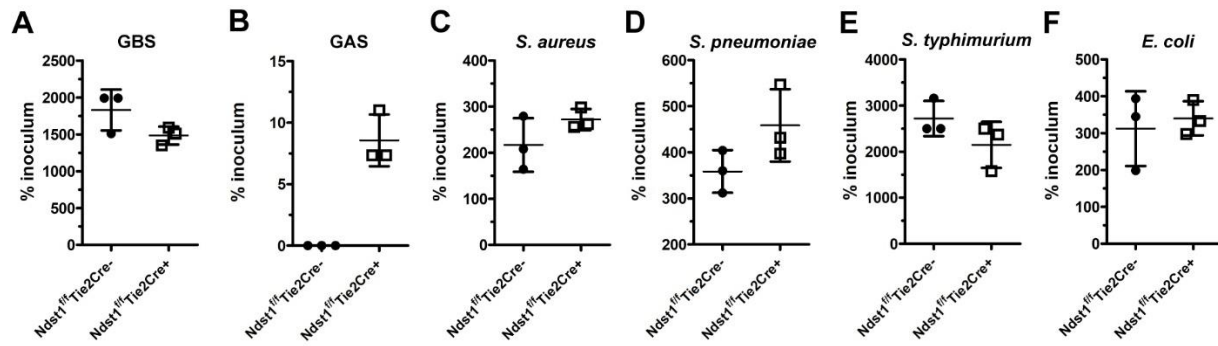 A
GBS
% inoculum
2500
2000
1500
1000
500
0
Ndst1f/fTie2Cre-
Ndst1f/fTie2Cre+
B
GAS
% inoculum
15
10
5
0
Ndst1f/fTie2Cre-
Ndst1f/fTie2Cre+
C
S. aureus
% inoculum
400
300
200
100
0
Ndst1f/fTie2Cre-
Ndst1f/fTie2Cre+
D
S. pneumoniae
% inoculum
600
500
400
300
200
Ndst1f/fTie2Cre-
Ndst1f/fTie2Cre+
E
S. typhimurium
% inoculum
4000
3000
2000
1000
0
Ndst1f/fTie2Cre-
Ndst1f/fTie2Cre+
F
E. coli
% inoculum
500
400
300
200
100
0
Ndst1f/fTie2Cre-
Ndst1f/fTie2Cre+